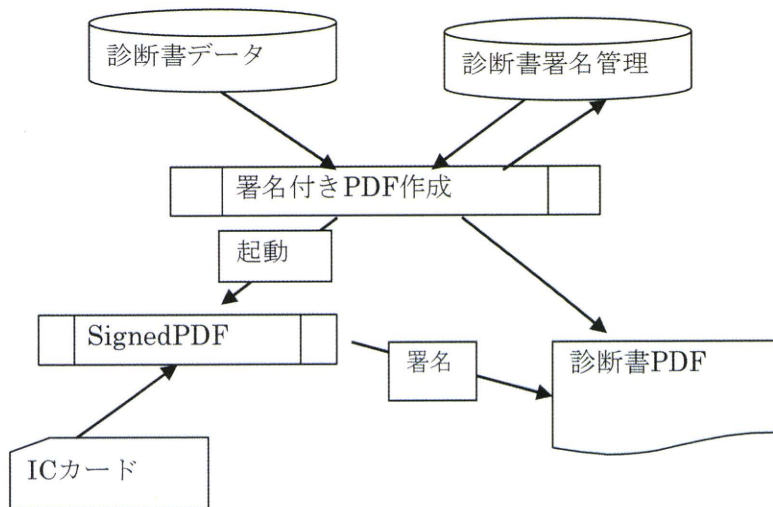 診断書データ
診断書署名管理
署名付きPDF作成
起動
SignedPDF
署名
診断書PDF
ICカード